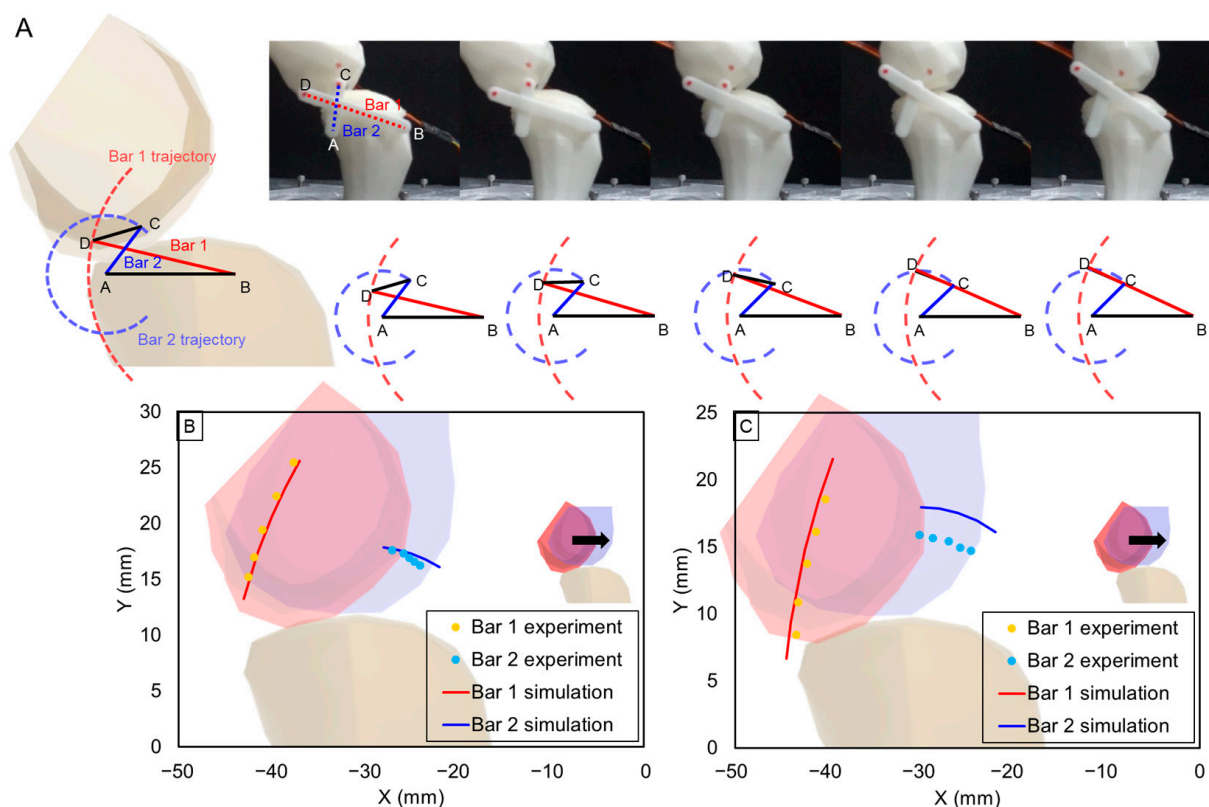 A
D
C
Bar 1
Bar 2
B
A
Bar 1 trajectory
C
D
Bar 1
Bar 2
A
B
Bar 2 trajectory
D
C
A
B
D
C
A
B
D
C
A
B
D
C
A
B
D
C
A
B
B
30
25
20
15
10
5
0
Y (mm)
−50
−40
−30
−20
−10
0
X (mm)
Bar 1 experiment
Bar 2 experiment
Bar 1 simulation
Bar 2 simulation
C
25
20
15
10
5
0
Y (mm)
−50
−40
−30
−20
−10
0
X (mm)
Bar 1 experiment
Bar 2 experiment
Bar 1 simulation
Bar 2 simulation